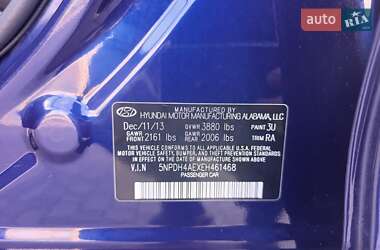 auto RIA
MANUFACTURED BY
HYUNDAI MOTOR MANUFACTURING ALABAMA, LLC
Dec/11/13 GVWR 3880 lbs PAINT 3U
GAWR FRONT 2161 lbs GAWR REAR 2006 lbs TRIM RA
THIS VEHICLE CONFORMS TO ALL APPLICABLE
FEDERAL MOTOR VEHICLE SAFETY, BUMPER, AND THEFT PREVENTION
STANDARDS IN EFFECT ON THE DATE OF MANUFACTURE SHOWN ABOVE.
V.I.N 5NPDH4AEXEH461468
PASSENGER CAR